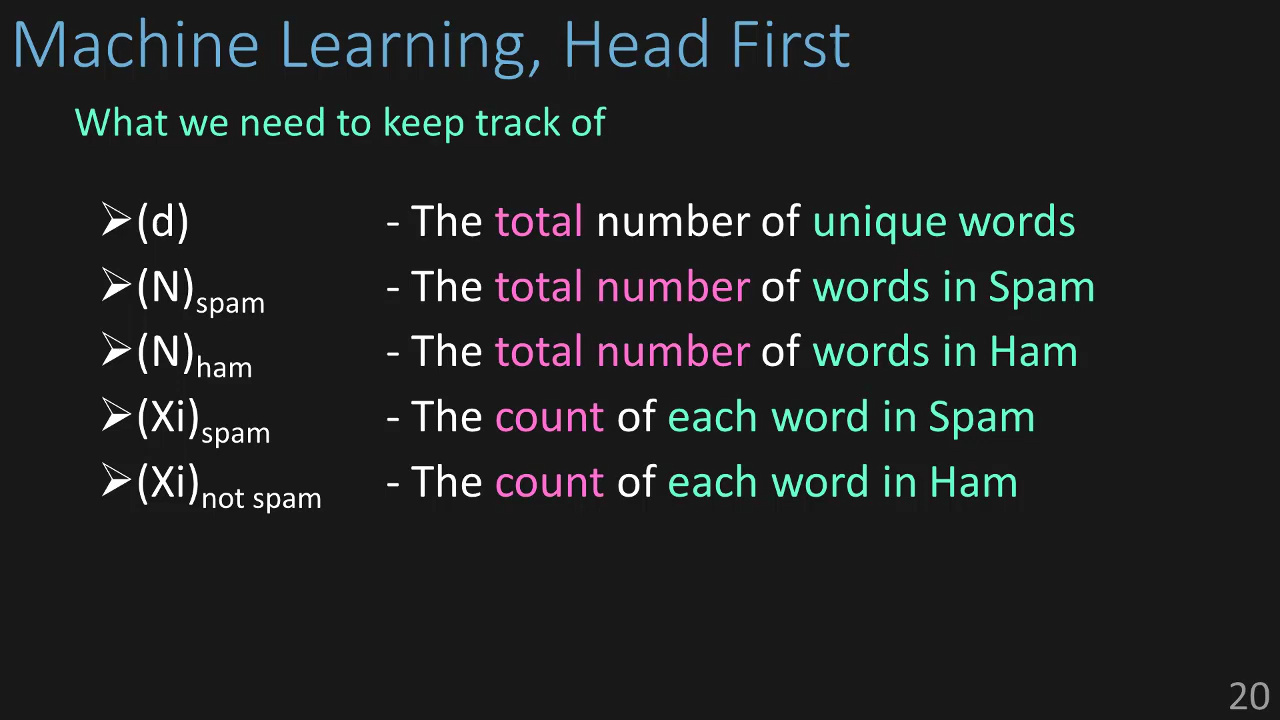 Machine Learning, Head First
What we need to keep track of
➢(d) - The total number of unique words
➢(N)spam - The total number of words in Spam
➢(N)ham - The total number of words in Ham
➢(Xi)spam - The count of each word in Spam
➢(Xi)not spam - The count of each word in Ham
20